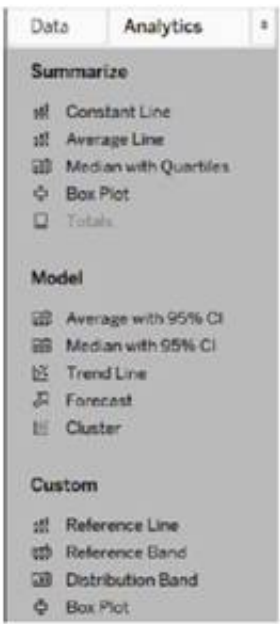 Data Analytics
Summarize
Constant Line
Average Line
Median with Quartiles
Box Plot
Totals
Model
Average with 95% CI
Median with 95% CI
Trend Line
Forecast
Cluster
Custom
Reference Line
Reference Band
Distribution Band
Box Plot